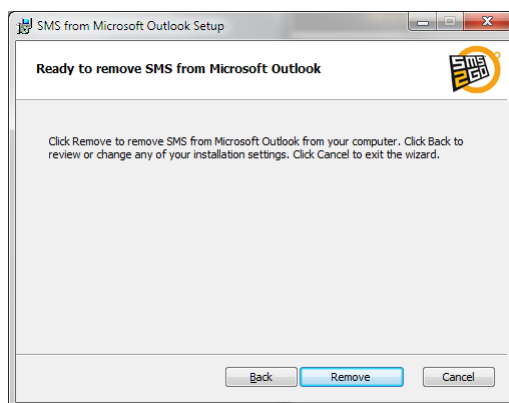 SMS from Microsoft Outlook Setup
Ready to remove SMS from Microsoft Outlook
SMS
2GO
Click Remove to remove SMS from Microsoft Outlook from your computer. Click Back to
review or change any of your installation settings. Click Cancel to exit the wizard.
Back
Remove
Cancel